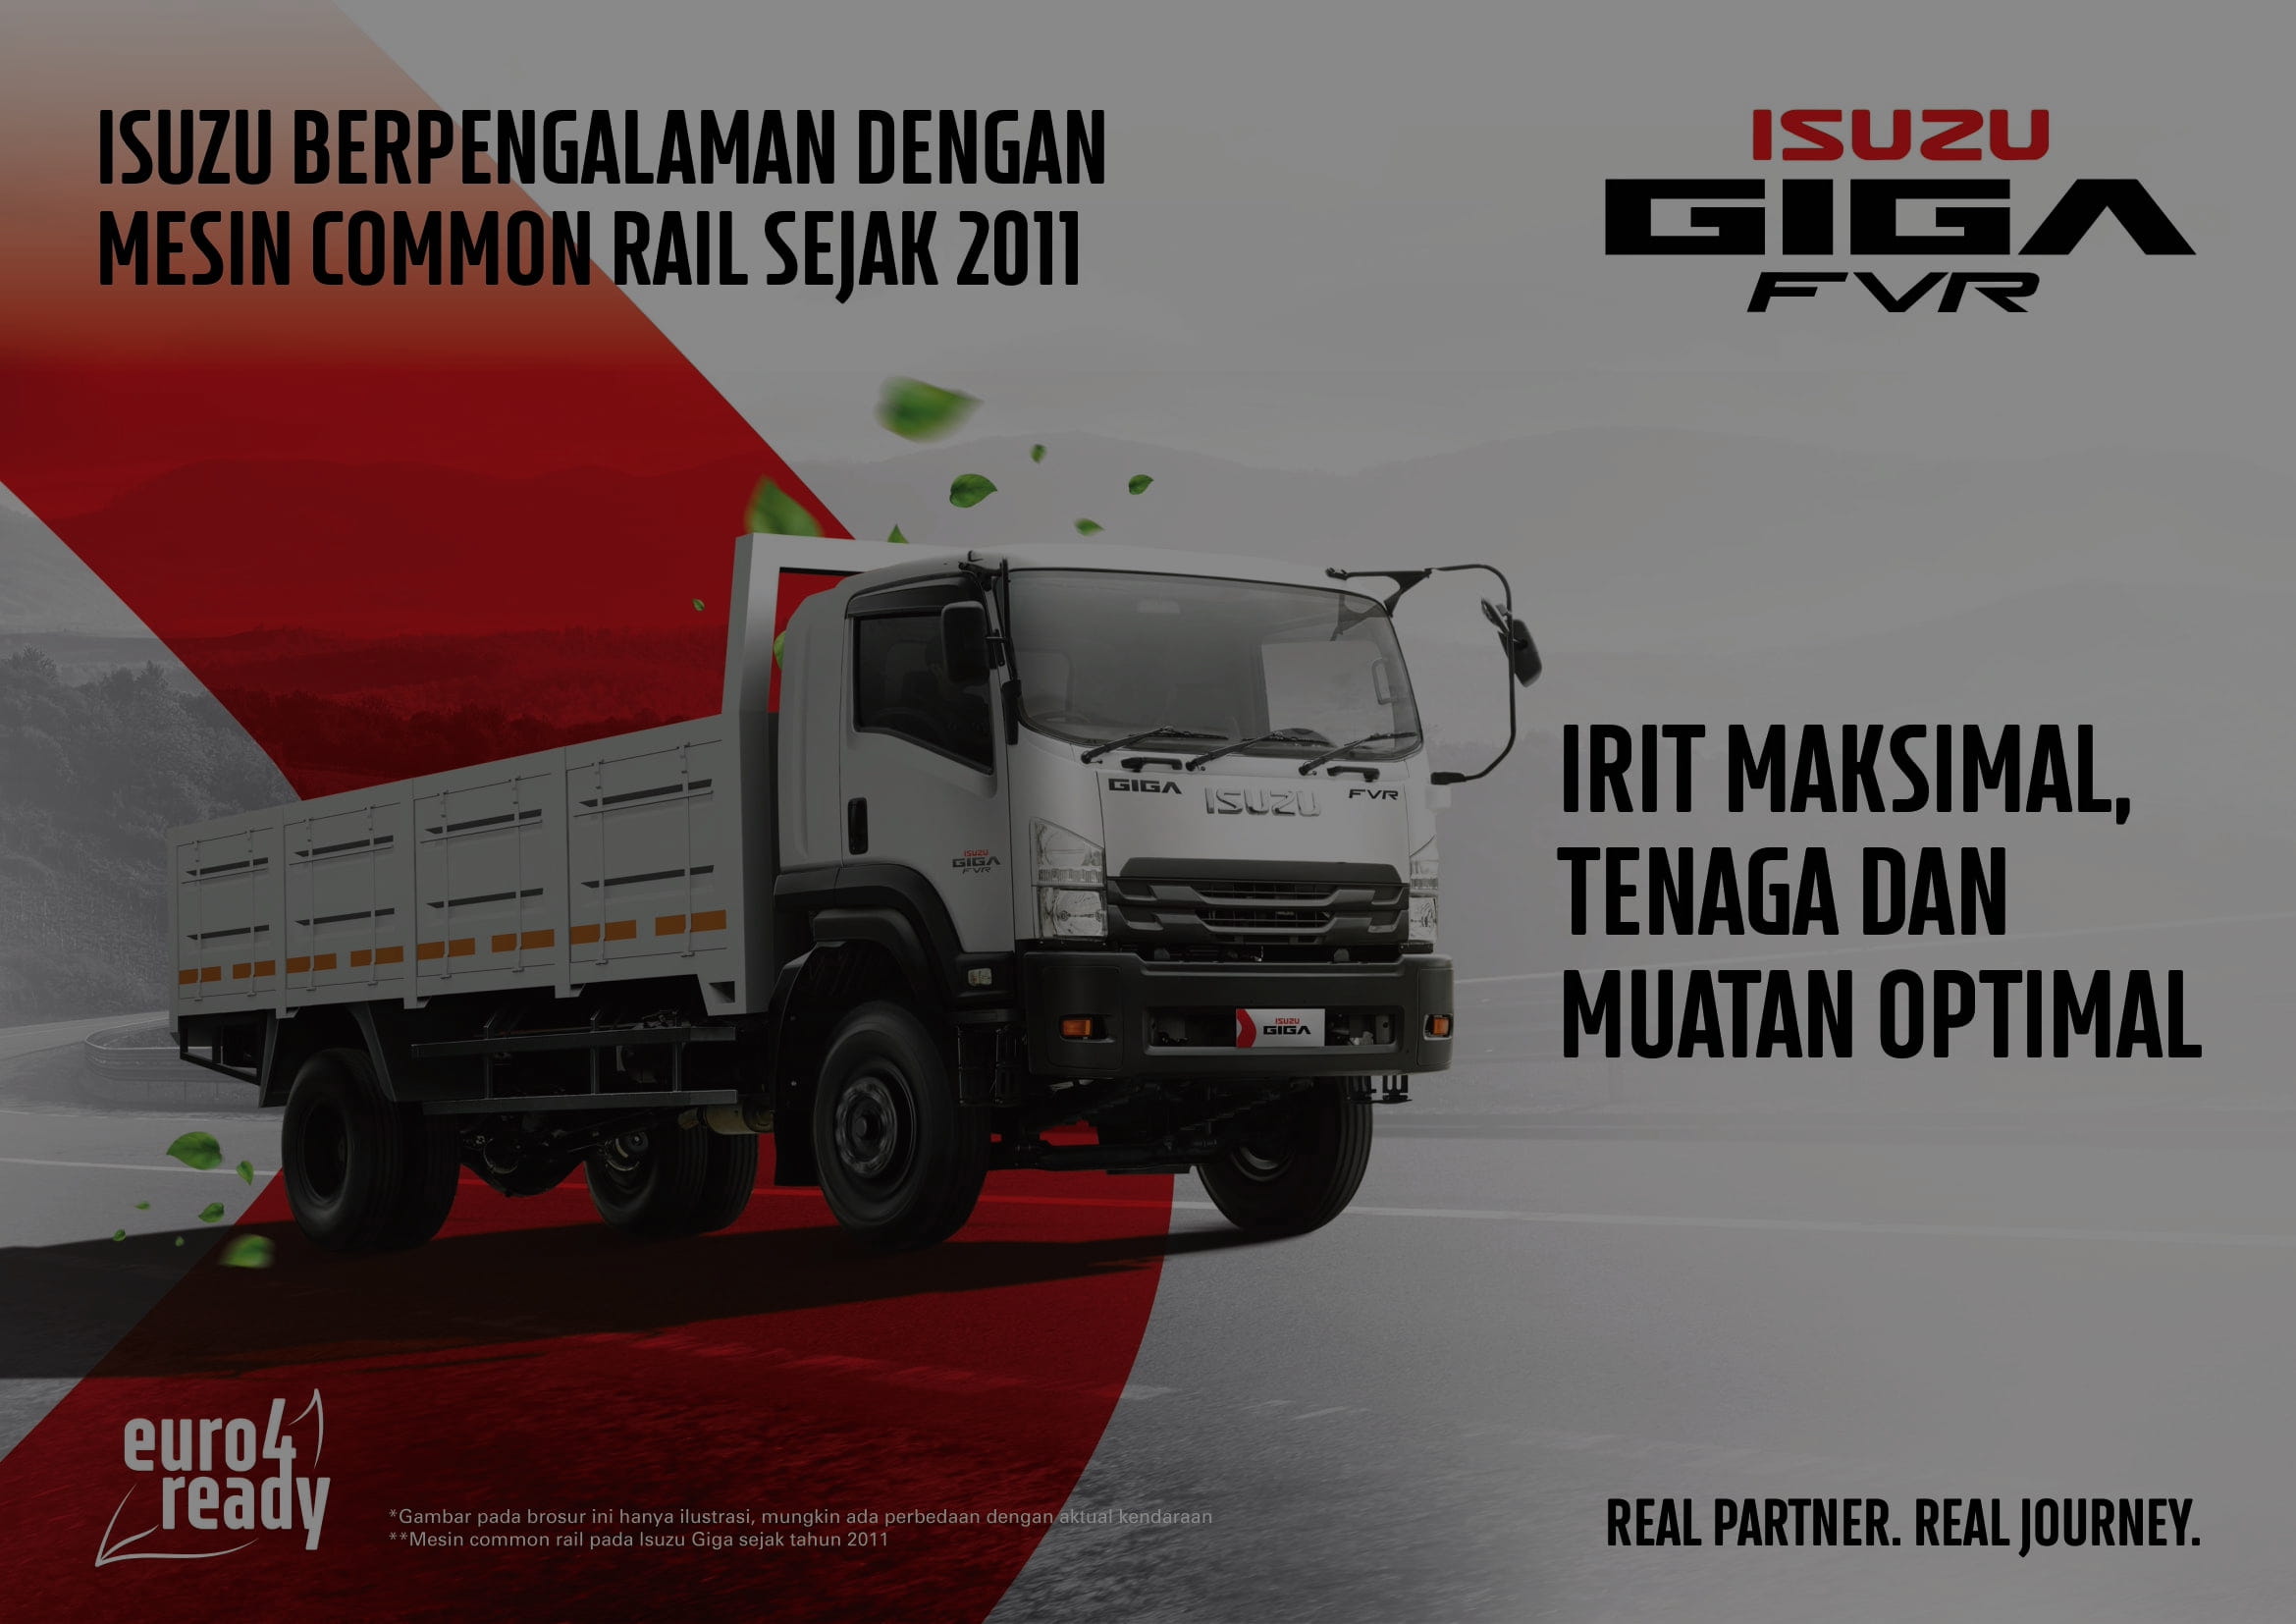 ISUZU BERPENGALAMAN DENGAN
MESIN COMMON RAIL SEJAK 2011
ISUZU
GIGA
FVR
GIGA
ISUZU
FVR
ISUZU
GIGA
FVR
ISUZU
GIGA
IRIT MAKSIMAL,
TENAGA DAN
MUATAN OPTIMAL
euro4
ready
*Gambar pada brosur ini hanya ilustrasi, mungkin ada perbedaan dengan aktual kendaraan
**Mesin common rail pada Isuzu Giga sejak tahun 2011
REAL PARTNER. REAL JOURNEY.